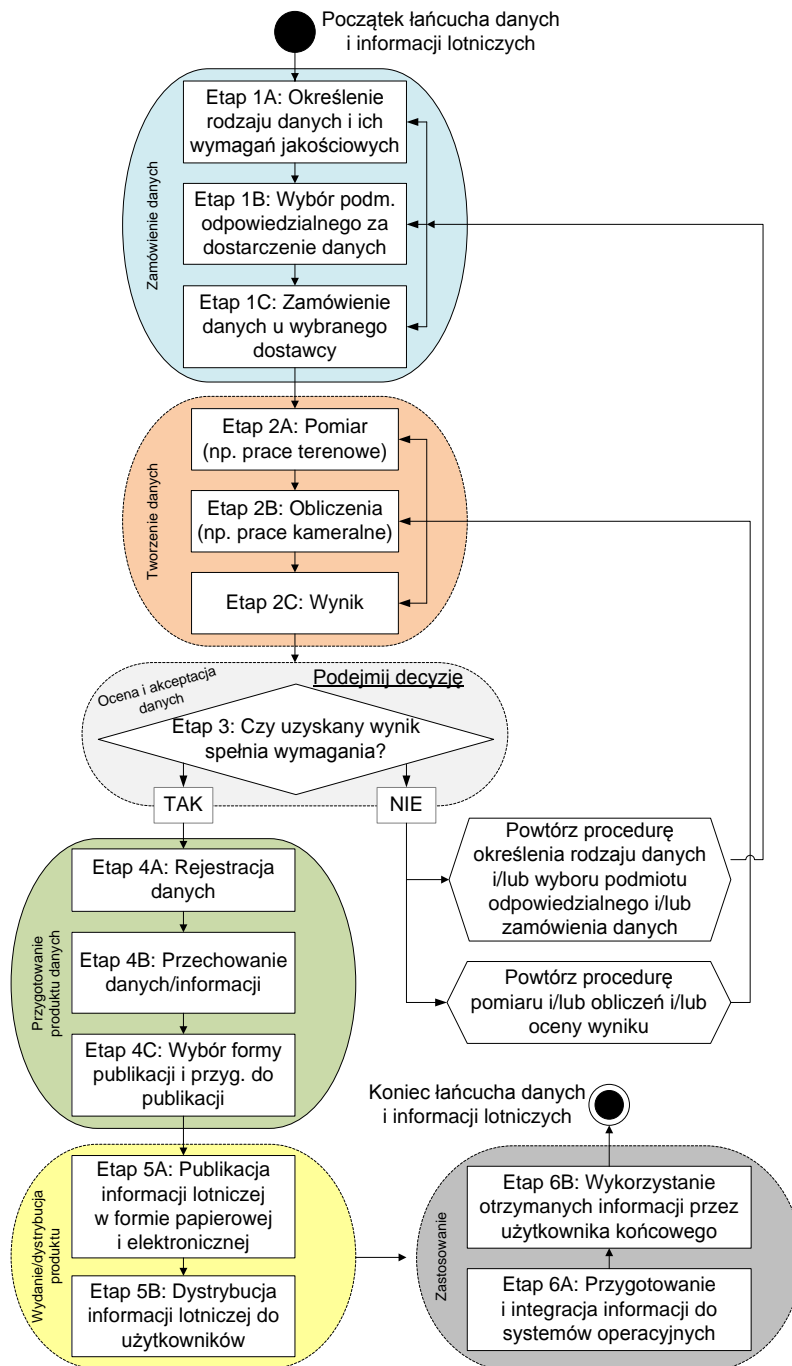 Początek łańcucha danych
i informacji lotniczych
Zamówienie danych
Etap 1A: Określenie
rodzaju danych i ich
wymagań jakościowych
Etap 1B: Wybór podm.
odpowiedzialnego za
dostarczenie danych
Etap 1C: Zamówienie
danych u wybranego
dostawcy
Tworzenie danych
Etap 2A: Pomiar
(np. prace terenowe)
Etap 2B: Obliczenia
(np. prace kameralne)
Etap 2C: Wynik
Ocena i akceptacja
danych
Podejmij decyzję
Etap 3: Czy uzyskany wynik
spełnia wymagania?
TAK
NIE
Powtórz procedurę
określenia rodzaju danych
i/lub wyboru podmiotu
odpowiedzialnego i/lub
zamówienia danych
Powtórz procedurę
pomiaru i/lub obliczeń i/lub
oceny wyniku
Przygotowanie
produktu danych
Etap 4A: Rejestracja
danych
Etap 4B: Przechowanie
danych/informacji
Etap 4C: Wybór formy
publikacji i przyg. do
publikacji
Koniec łańcucha danych
i informacji lotniczych
Wydanie/dystrybucja
produktu
Etap 5A: Publikacja
informacji lotniczej
w formie papierowej
i elektronicznej
Etap 5B: Dystrybucja
informacji lotniczej do
użytkowników
Zastosowanie
Etap 6B: Wykorzystanie
otrzymanych informacji przez
użytkownika końcowego
Etap 6A: Przygotowanie
i integracja informacji do
systemów operacyjnych